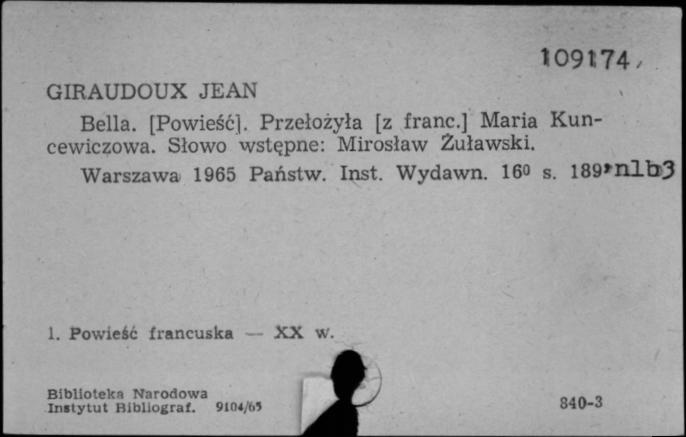 109174,
GIRAUDOUX JEAN
Bella. [Powieść]. Przełożyła [z franc.] Maria Kun-
cewiczowa. Słowo wstępne: Mirosław Żuławski.
Warszawa 1965 Państw. Inst. Wydawn. 16⁰ s. 189, nlb3
1. Powieść francuska — XX w.
Biblioteka Narodowa
Instytut Bibliograf. 9104/65
840-3